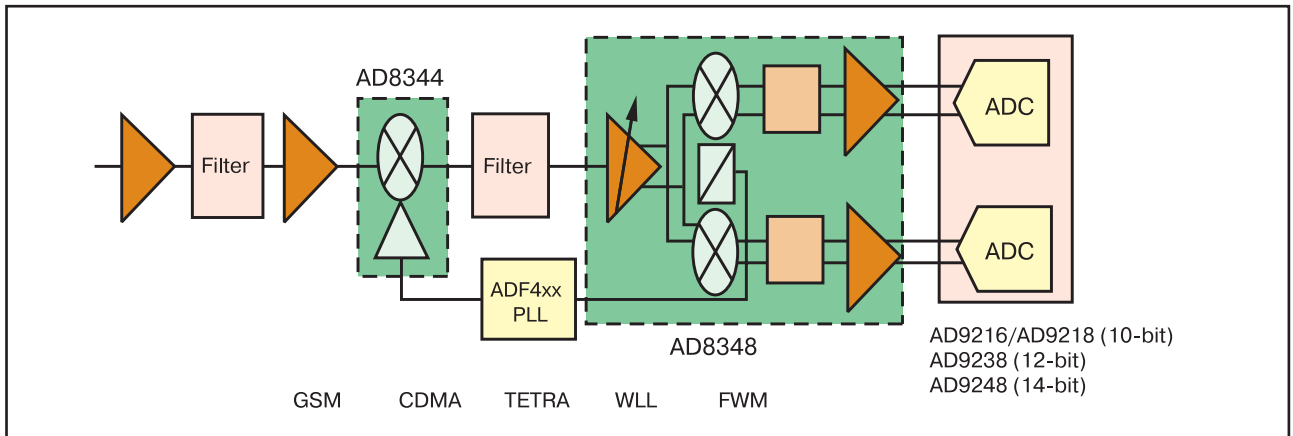 AD8344
Filter
Filter
ADC
ADC
ADF4xx
PLL
AD8348
AD9216/AD9218 (10-bit)
AD9238 (12-bit)
AD9248 (14-bit)
GSM CDMA TETRA WLL FWM